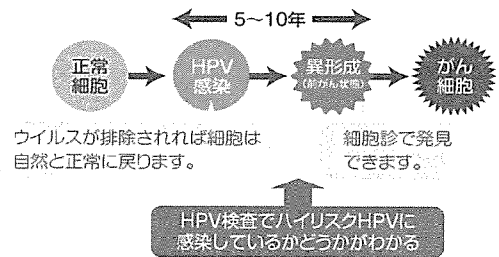 5〜10年
正常
細胞
HPV
感染
異形成
(前がん状態)
がん
細胞
ウイルスが排除されれば細胞は
自然と正常に戻ります。
細胞診で発見
できます。
HPV検査でハイリスクHPVに
感染しているかどうかがわかる